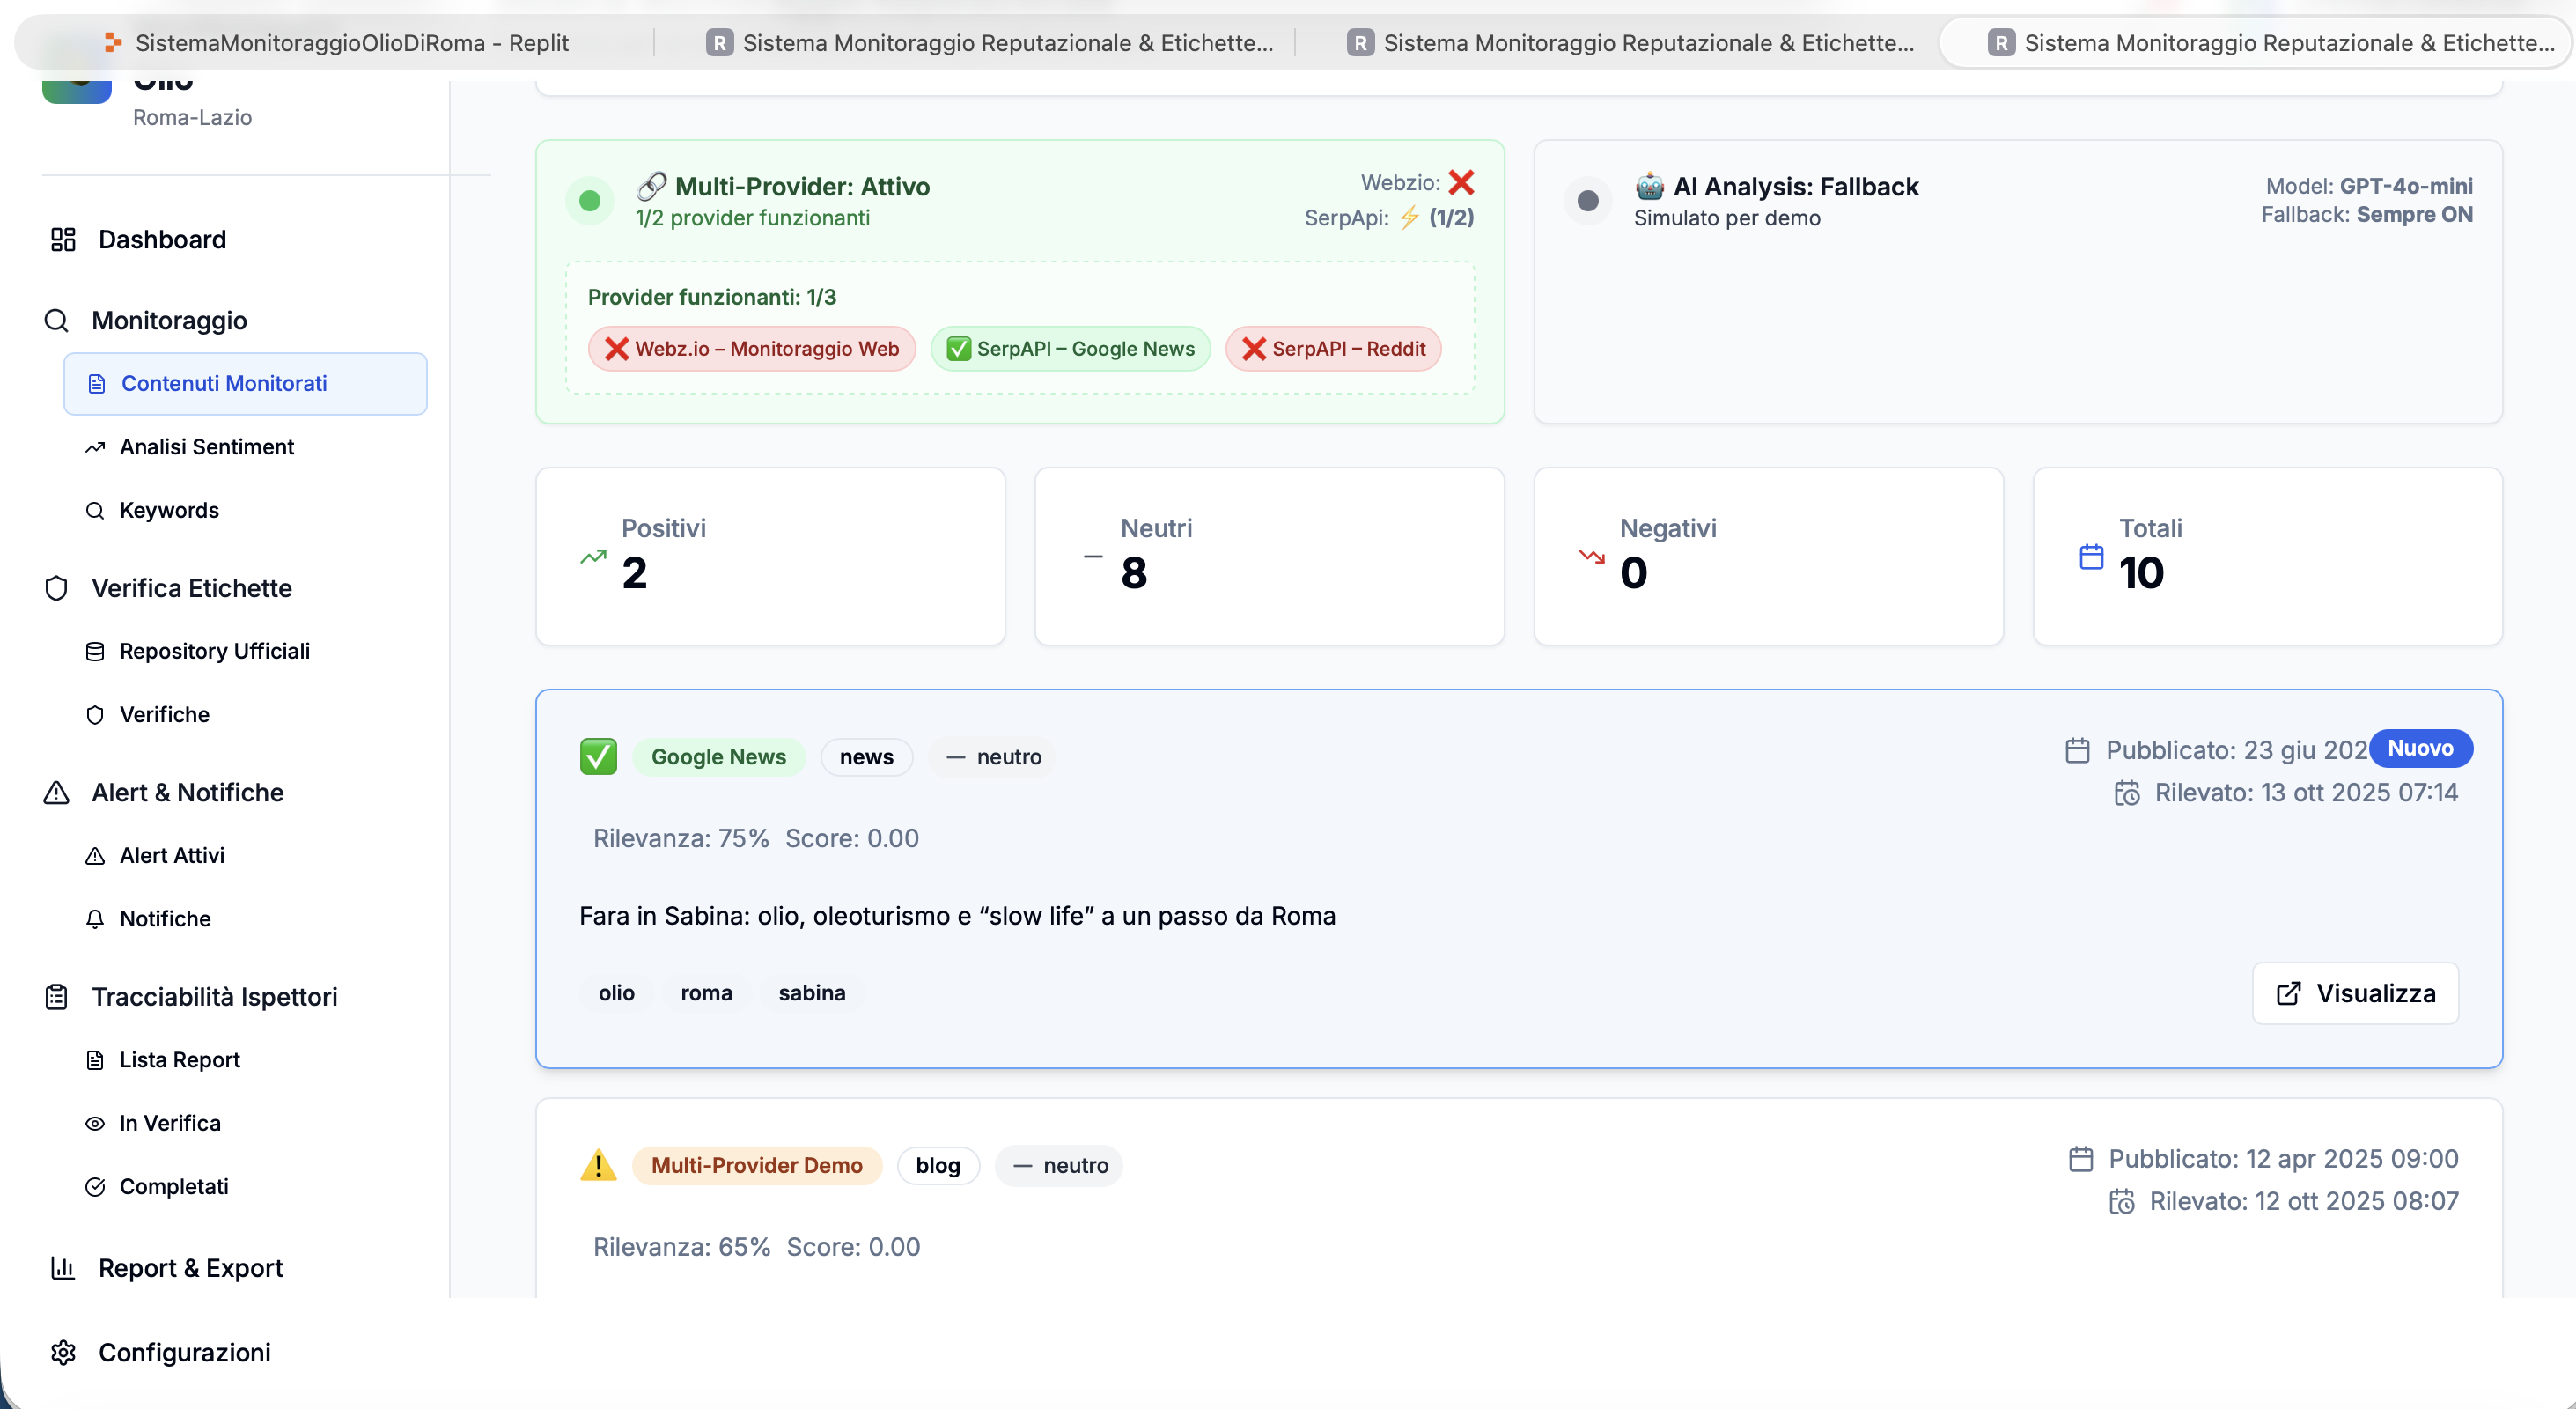 SistemaMonitoraggioOlioDiRoma - Replit
R Sistema Monitoraggio Reputazionale & Etichette...
R Sistema Monitoraggio Reputazionale & Etichette...
R Sistema Monitoraggio Reputazionale & Etichette...
Olio
Roma-Lazio
Dashboard
Monitoraggio
Contenuti Monitorati
Analisi Sentiment
Keywords
Verifica Etichette
Repository Ufficiali
Verifiche
Alert & Notifiche
Alert Attivi
Notifiche
Tracciabilità Ispettori
Lista Report
In Verifica
Completati
Report & Export
Configurazioni
🔗 Multi-Provider: Attivo
1/2 provider funzionanti
Webzio: ❌
SerpApi: ⚡ (1/2)
Provider funzionanti: 1/3
❌ Webz.io – Monitoraggio Web
✅ SerpAPI – Google News
❌ SerpAPI – Reddit
🤖 AI Analysis: Fallback
Simulato per demo
Model: GPT-4o-mini
Fallback: Sempre ON
Positivi
2
Neutri
8
Negativi
0
Totali
10
✅ Google News news — neutro
Pubblicato: 23 giu 202
Nuovo
Rilevato: 13 ott 2025 07:14
Rilevanza: 75% Score: 0.00
Fara in Sabina: olio, oleoturismo e “slow life” a un passo da Roma
olio roma sabina
Visualizza
⚠️ Multi-Provider Demo blog — neutro
Pubblicato: 12 apr 2025 09:00
Rilevato: 12 ott 2025 08:07
Rilevanza: 65% Score: 0.00